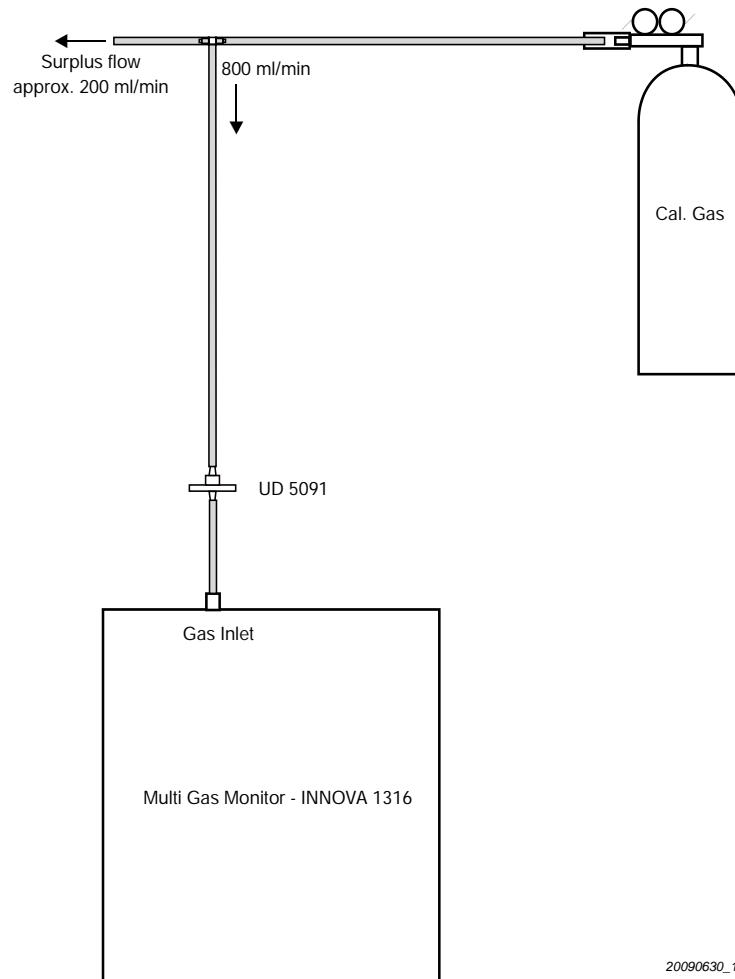 Surplus flow
approx. 200 ml/min
800 ml/min
Cal. Gas
UD 5091
Gas Inlet
Multi Gas Monitor - INNOVA 1316
20090630_1